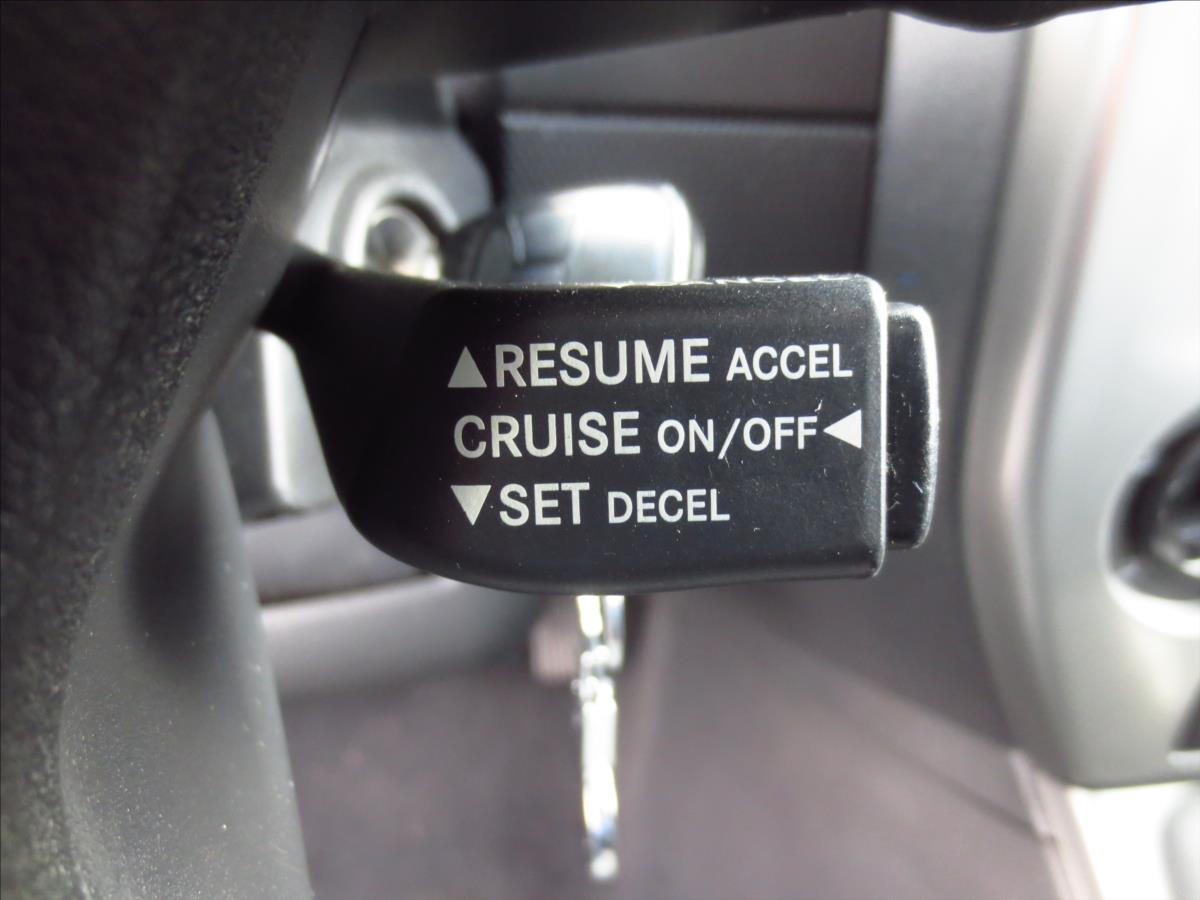 ▲RESUME ACCEL
CRUISE ON/OFF◀
▼SET DECEL